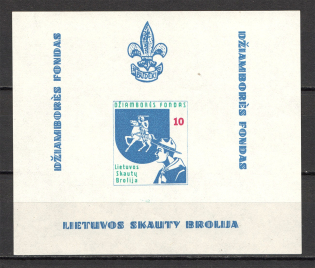 DŽIAMBORĖS FONDAS
DŽIAMBORĖS FONDAS
DŽIAMBORĖS FONDAS
10
Lietuvos
Skautų
Brolija
LIETUVOS SKAUTŲ BROLIJA